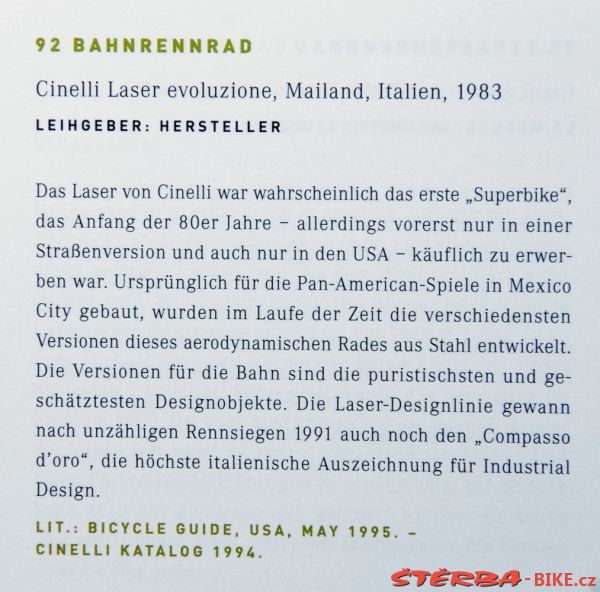 92 BAHNRENNRAD
Cinelli Laser evoluzione, Mailand, Italien, 1983
LEIHGEBER: HERSTELLER
Das Laser von Cinelli war wahrscheinlich das erste „Superbike“,
das Anfang der 80er Jahre – allerdings vorerst nur in einer
Straßenversion und auch nur in den USA – käuflich zu erwer-
ben war. Ursprünglich für die Pan-American-Spiele in Mexico
City gebaut, wurden im Laufe der Zeit die verschiedensten
Versionen dieses aerodynamischen Rades aus Stahl entwickelt.
Die Versionen für die Bahn sind die puristischsten und ge-
schätztesten Designobjekte. Die Laser-Designlinie gewann
nach unzähligen Rennsiegen 1991 auch noch den „Compasso
d’oro“, die höchste italienische Auszeichnung für Industrial
Design.
LIT.: BICYCLE GUIDE, USA, MAY 1995. –
CINELLI KATALOG 1994.
ŠTĚRBA-BIKE.cz